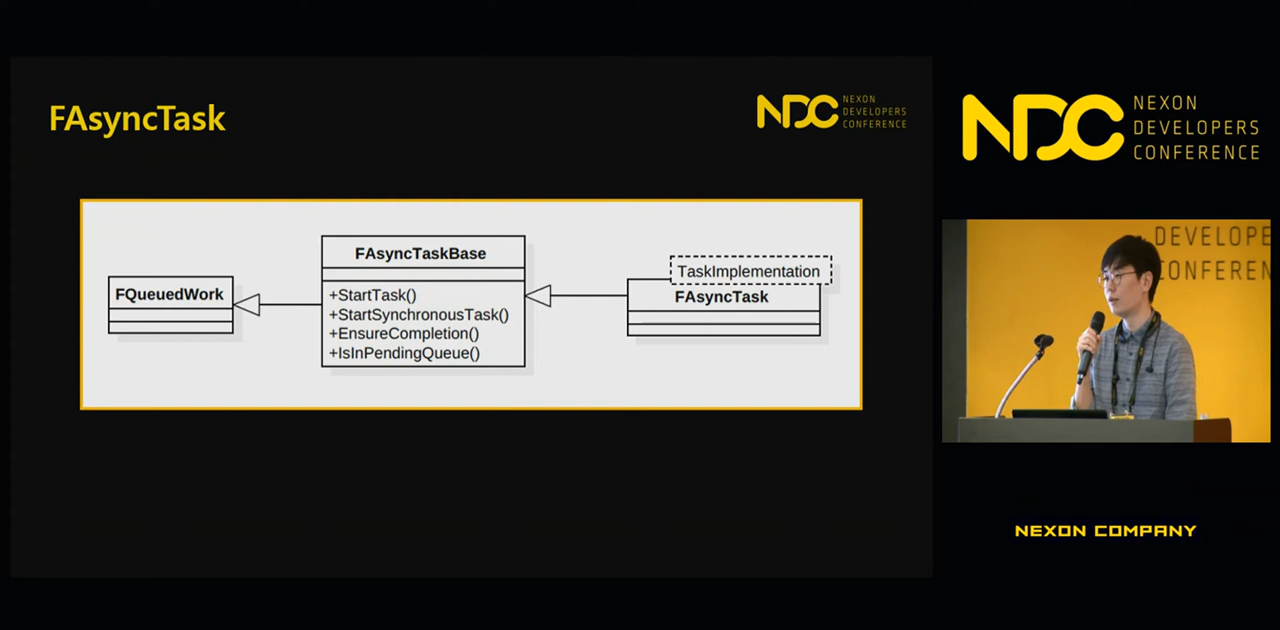 FAsyncTask
NDC
NEXON
DEVELOPERS
CONFERENCE
FQueuedWork
FAsyncTaskBase
+StartTask()
+StartSynchronousTask()
+EnsureCompletion()
+IsInPendingQueue()
TaskImplementation
FAsyncTask
NDC
NEXON
DEVELOPERS
CONFERENCE
DEVELOPE
CONFEREN
NEXON COMPANY